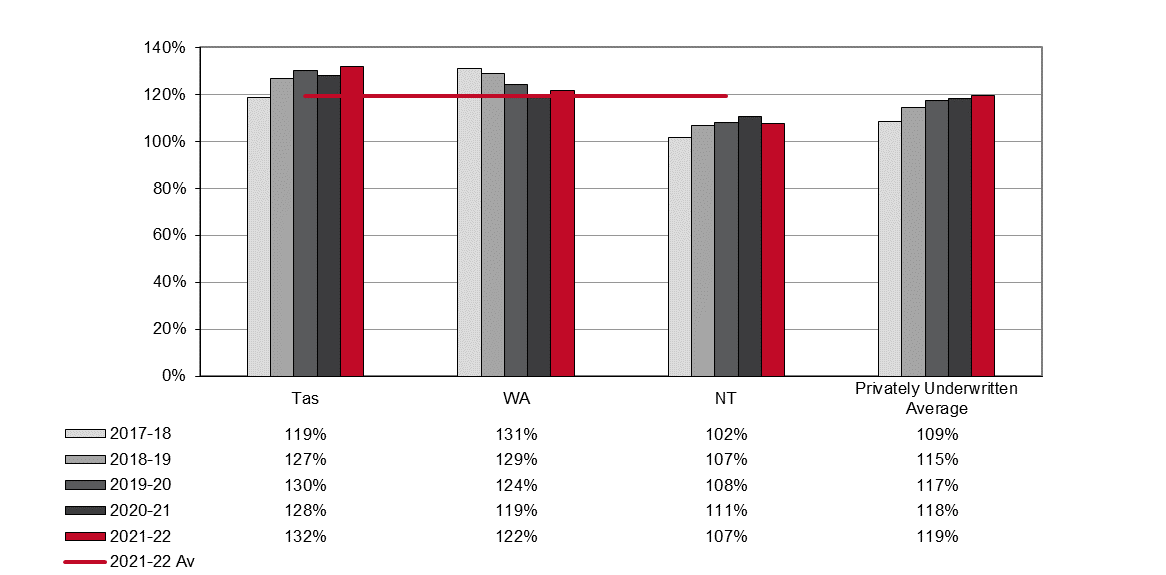 140%
120%
100%
80%
60%
40%
20%
0%
Tas WA NT Privately Underwritten
Average
2017-18 119% 131% 102% 109%
2018-19 127% 129% 107% 115%
2019-20 130% 124% 108% 117%
2020-21 128% 119% 111% 118%
2021-22 132% 122% 107% 119%
2021-22 Av